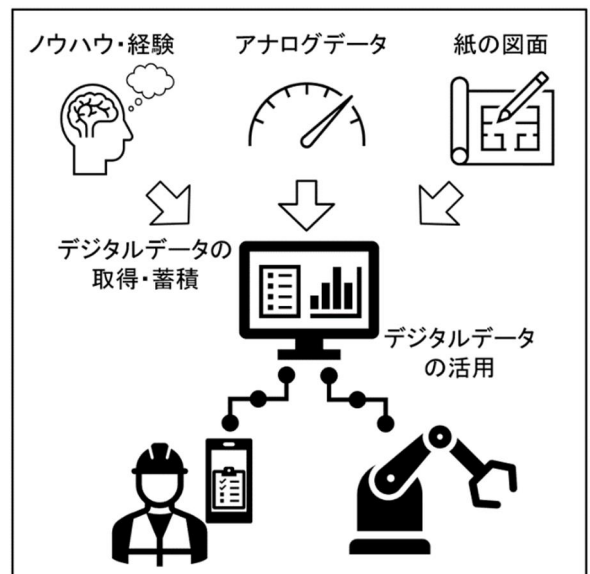 ノウハウ・経験
アナログデータ
紙の図面
デジタルデータの
取得・蓄積
デジタルデータ
の活用